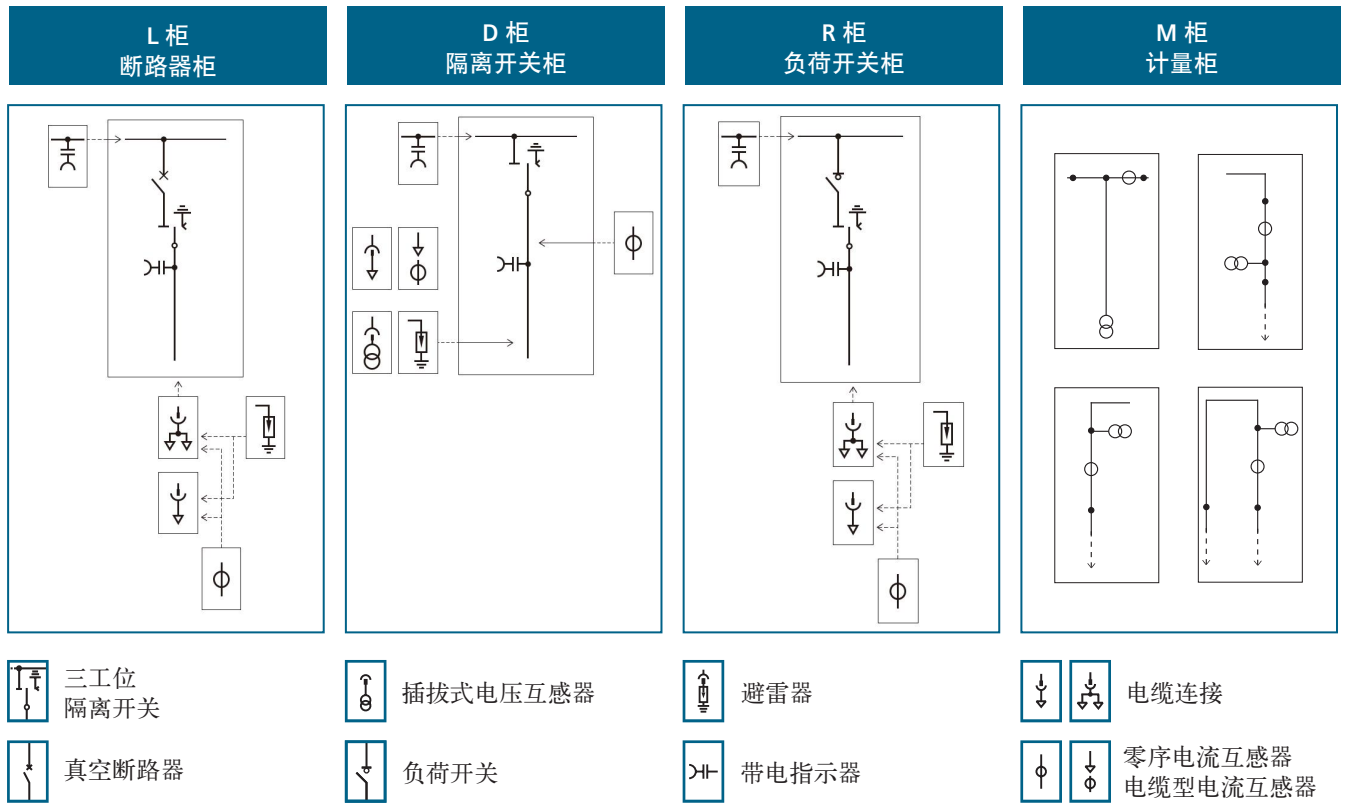 L 柜
断路器柜
D 柜
隔离开关柜
R 柜
负荷开关柜
M 柜
计量柜
三工位
隔离开关
插拔式电压互感器
避雷器
电缆连接
真空断路器
负荷开关
带电指示器
零序电流互感器
电缆型电流互感器